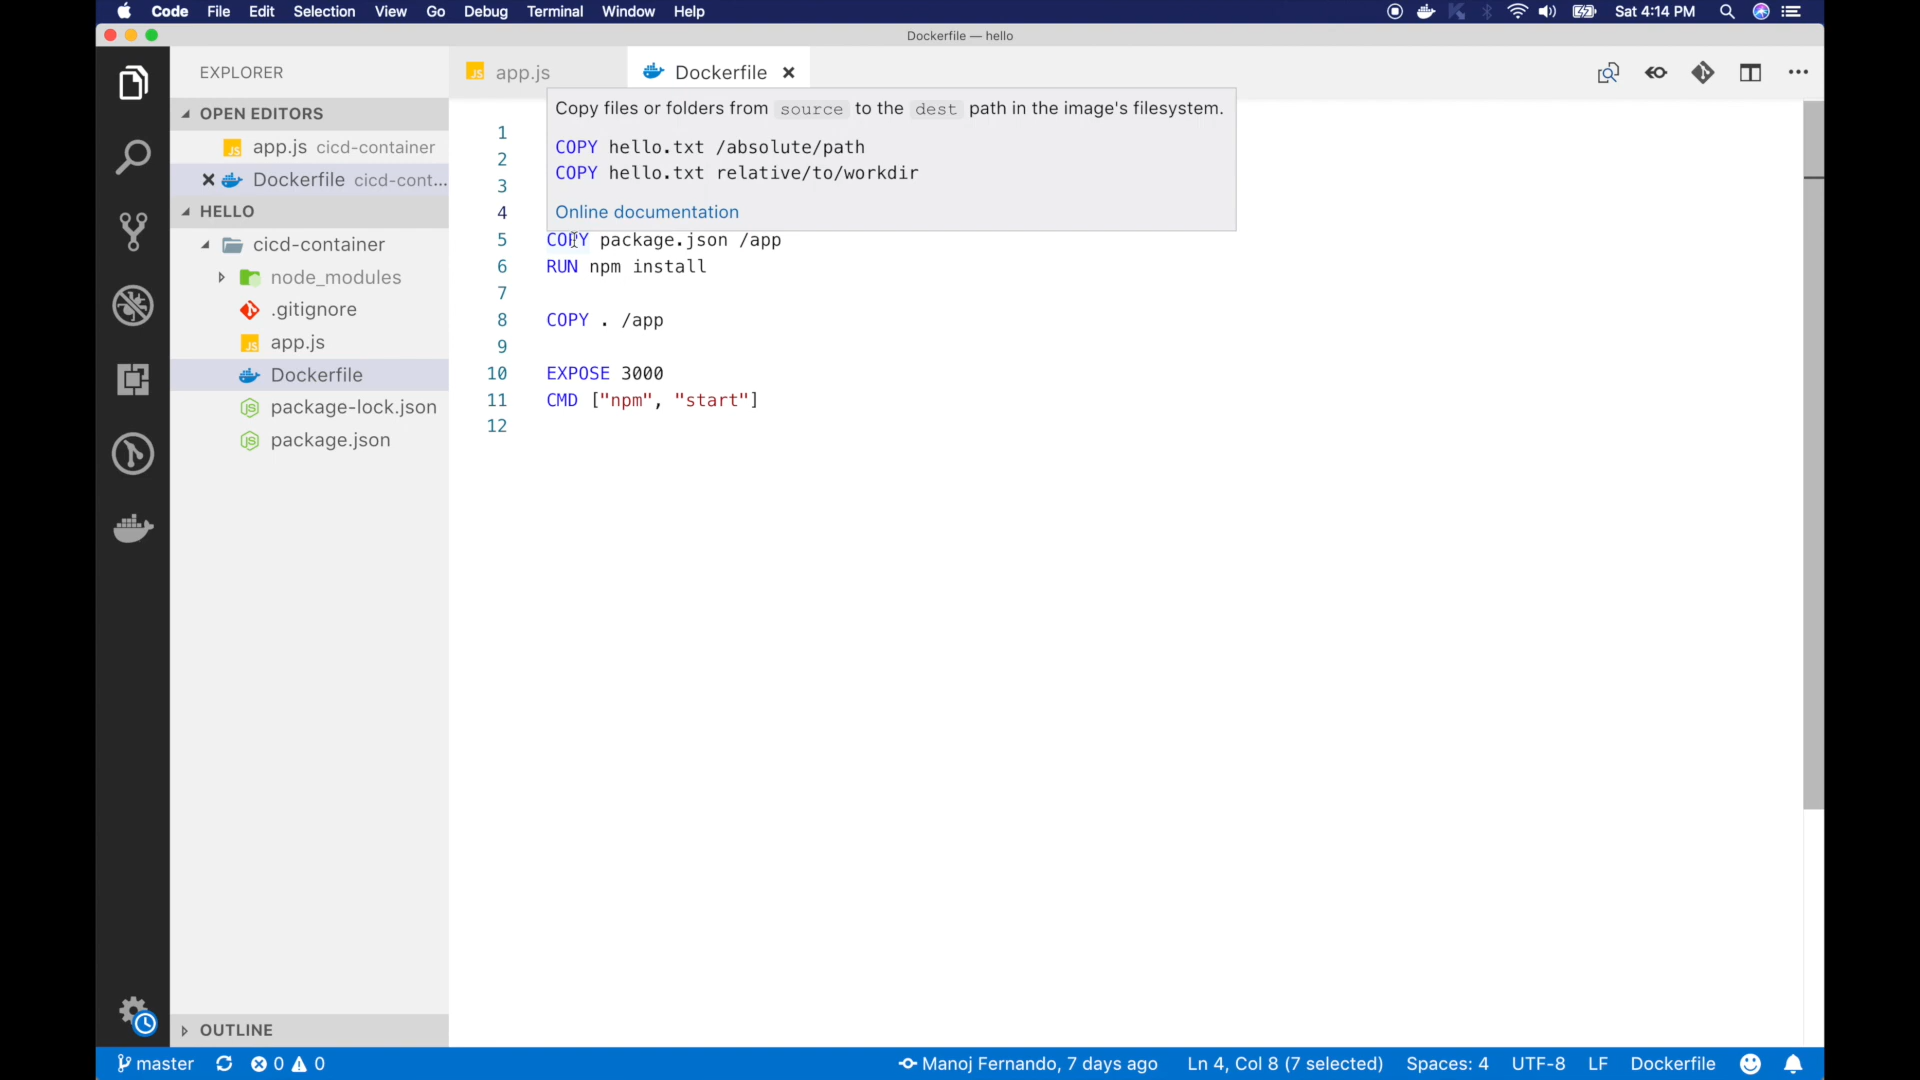 Code File Edit Selection View Go Debug Terminal Window Help Sat 4:14 PM
Dockerfile — hello
EXPLORER
app.js
Dockerfile
OPEN EDITORS
app.js cicd-container
Dockerfile cicd-cont...
HELLO
cicd-container
node_modules
.gitignore
app.js
Dockerfile
package-lock.json
package.json
OUTLINE
Copy files or folders from source to the dest path in the image's filesystem.
COPY hello.txt /absolute/path
COPY hello.txt relative/to/workdir
Online documentation
1
2
3
4
5 COPY package.json /app
6 RUN npm install
7
8 COPY . /app
9
10 EXPOSE 3000
11 CMD ["npm", "start"]
12
master 0 0 Manoj Fernando, 7 days ago Ln 4, Col 8 (7 selected) Spaces: 4 UTF-8 LF Dockerfile